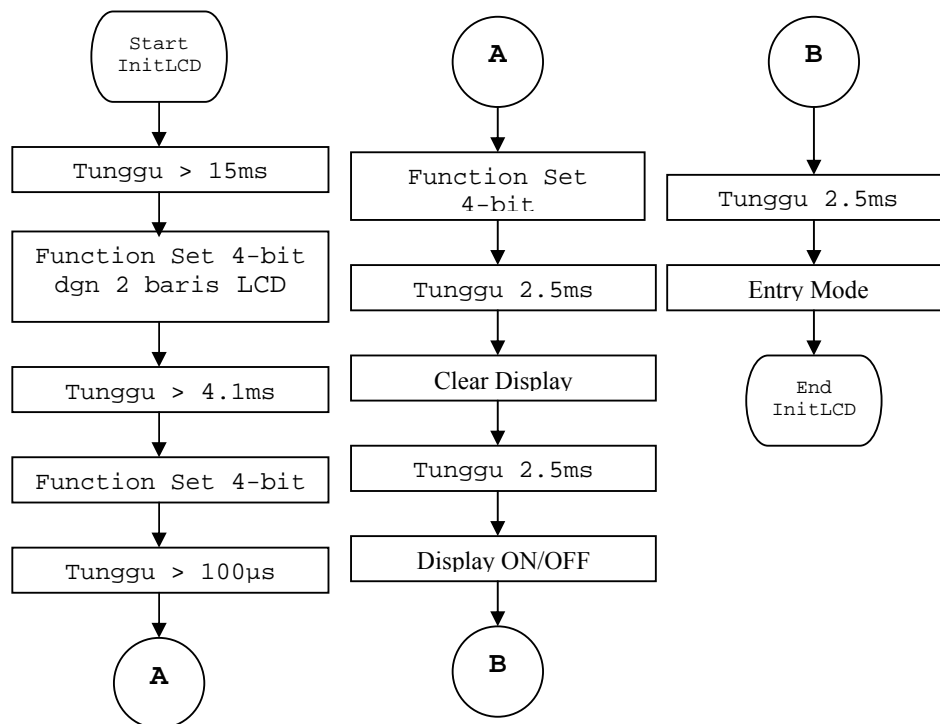 Start
InitLCD
Tunggu > 15ms
Function Set 4-bit
dgn 2 baris LCD
Tunggu > 4.1ms
Function Set 4-bit
Tunggu > 100µs
A
A
Function Set
4-bit
Tunggu 2.5ms
Clear Display
Tunggu 2.5ms
Display ON/OFF
B
B
Tunggu 2.5ms
Entry Mode
End
InitLCD